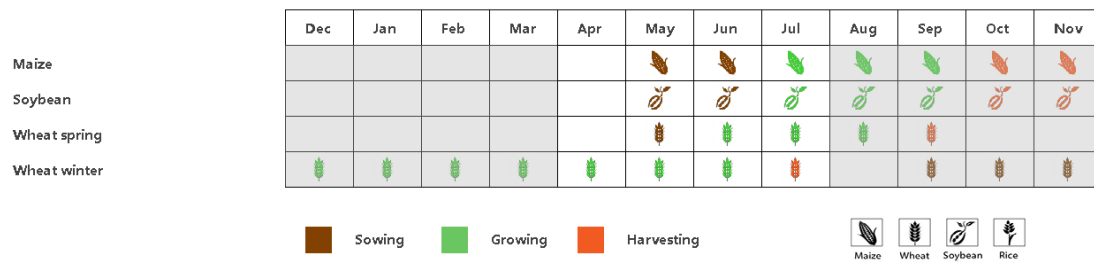 Dec Jan Feb Mar Apr May Jun Jul Aug Sep Oct Nov
Maize
Soybean
Wheat spring
Wheat winter
Sowing Growing Harvesting
Maize Wheat Soybean Rice